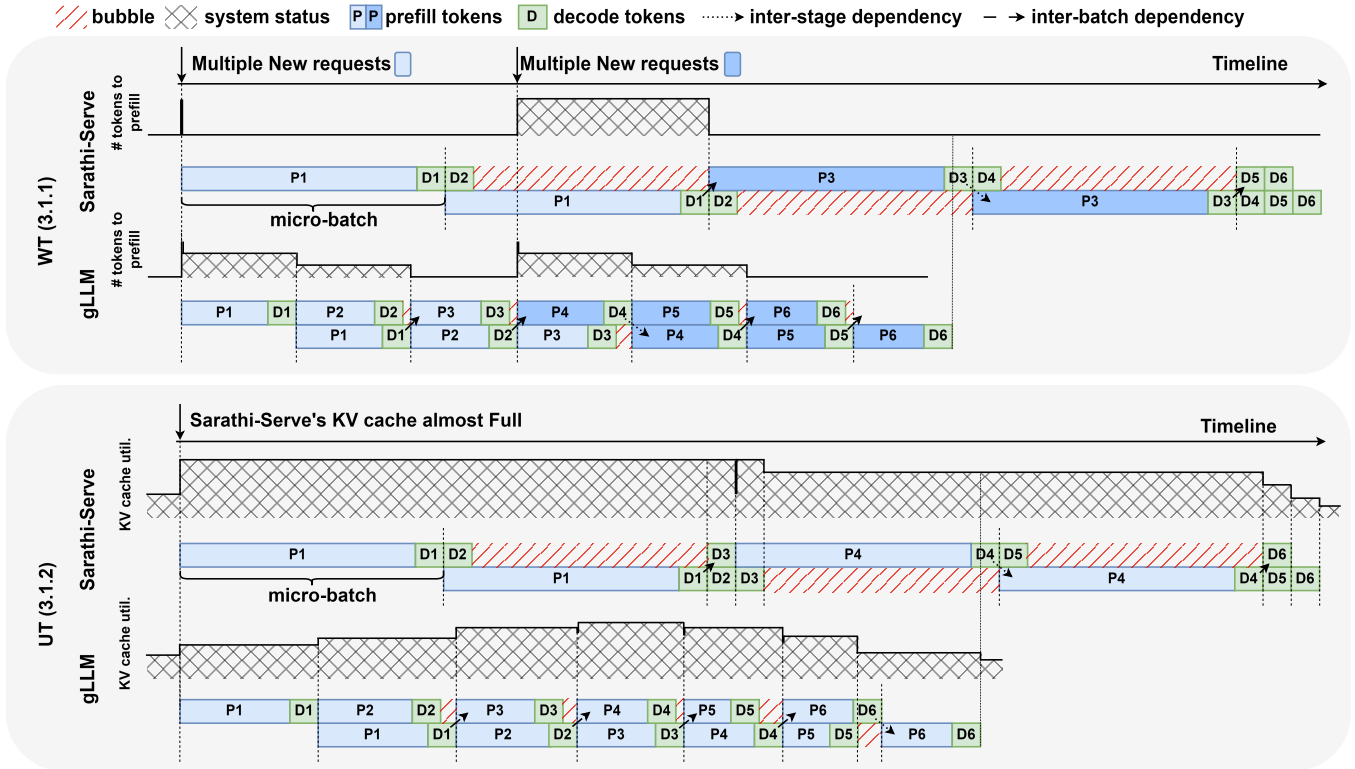 bubble system status P P prefill tokens D decode tokens inter-stage dependency inter-batch dependency
Multiple New requests Multiple New requests Timeline
WT (3.1.1)
Sarathi-Serve
# tokens to
prefill
P1 D1 D2 P3 D3 D4 D5 D6
P1 D1 D2 P3 D3 D4 D5 D6
micro-batch
gLLM
# tokens to
prefill
P1 D1 P2 D2 P3 D3 P4 D4 P5 D5 P6 D6
P1 D1 P2 D2 P3 D3 P4 D4 P5 D5 P6 D6
Sarathi-Serve's KV cache almost Full Timeline
UT (3.1.2)
Sarathi-Serve
KV cache util.
P1 D1 D2 D3 P4 D4 D5 D6
P1 D1 D2 D3 P4 D4 D5 D6
micro-batch
gLLM
KV cache util.
P1 D1 P2 D2 P3 D3 P4 D4 P5 D5 P6 D6
P1 D1 P2 D2 P3 D3 P4 D4 P5 D5 P6 D6